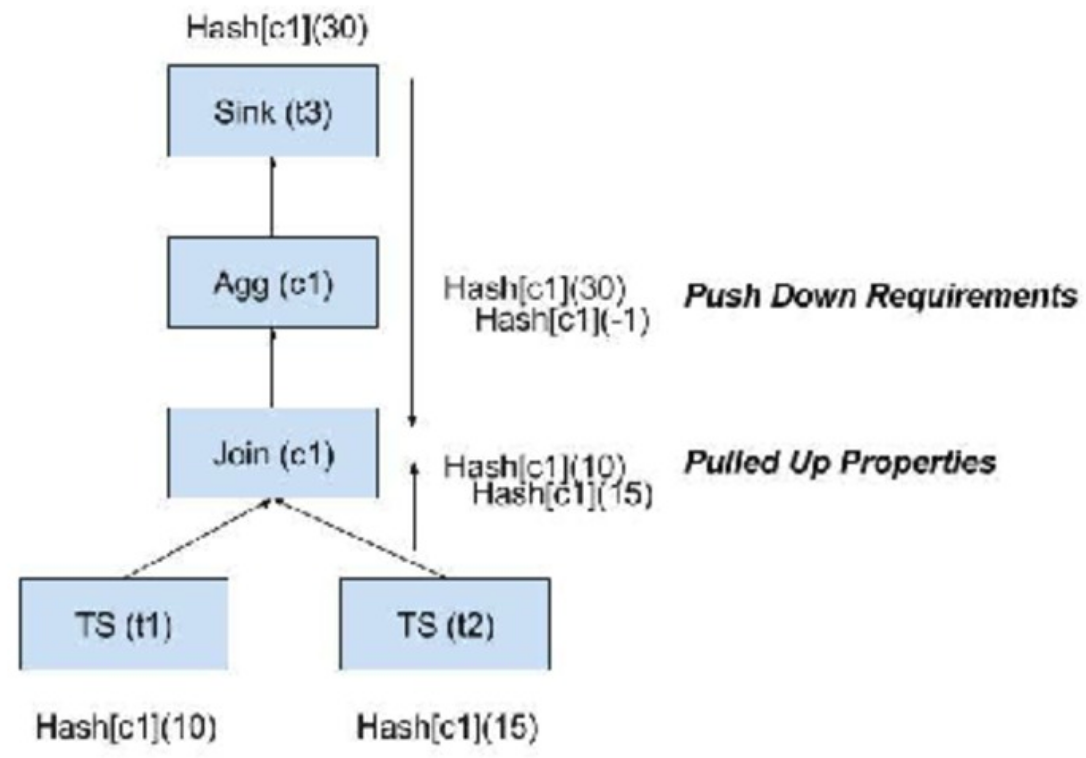 Hash[c1](30)
Sink (t3)
Agg (c1)
Hash[c1](30)
Hash[c1](-1)
Push Down Requirements
Join (c1)
Hash[c1](10)
Hash[c1](15)
Pulled Up Properties
TS (t1)
TS (t2)
Hash[c1](10)
Hash[c1](15)